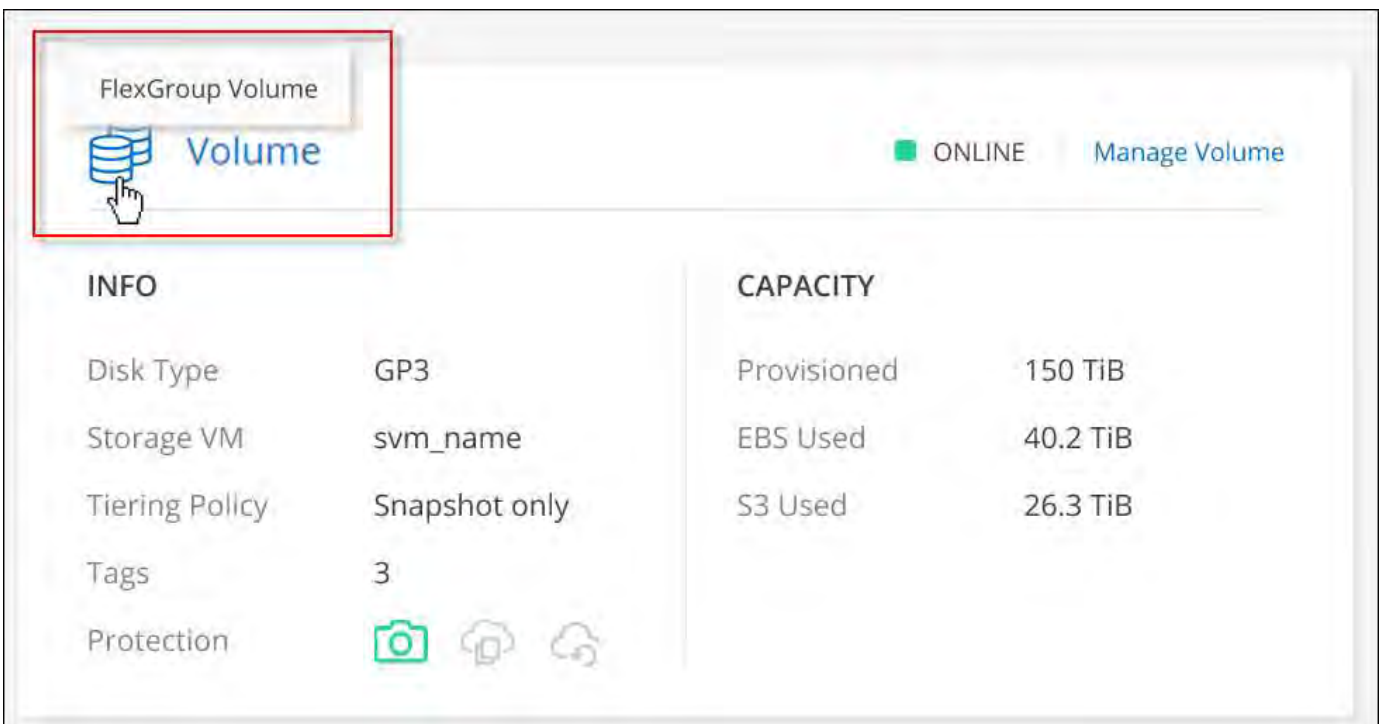 FlexGroup Volume
Volume
ONLINE
Manage Volume
INFO
Disk Type GP3
Storage VM svm_name
Tiering Policy Snapshot only
Tags 3
Protection
CAPACITY
Provisioned 150 TiB
EBS Used 40.2 TiB
S3 Used 26.3 TiB